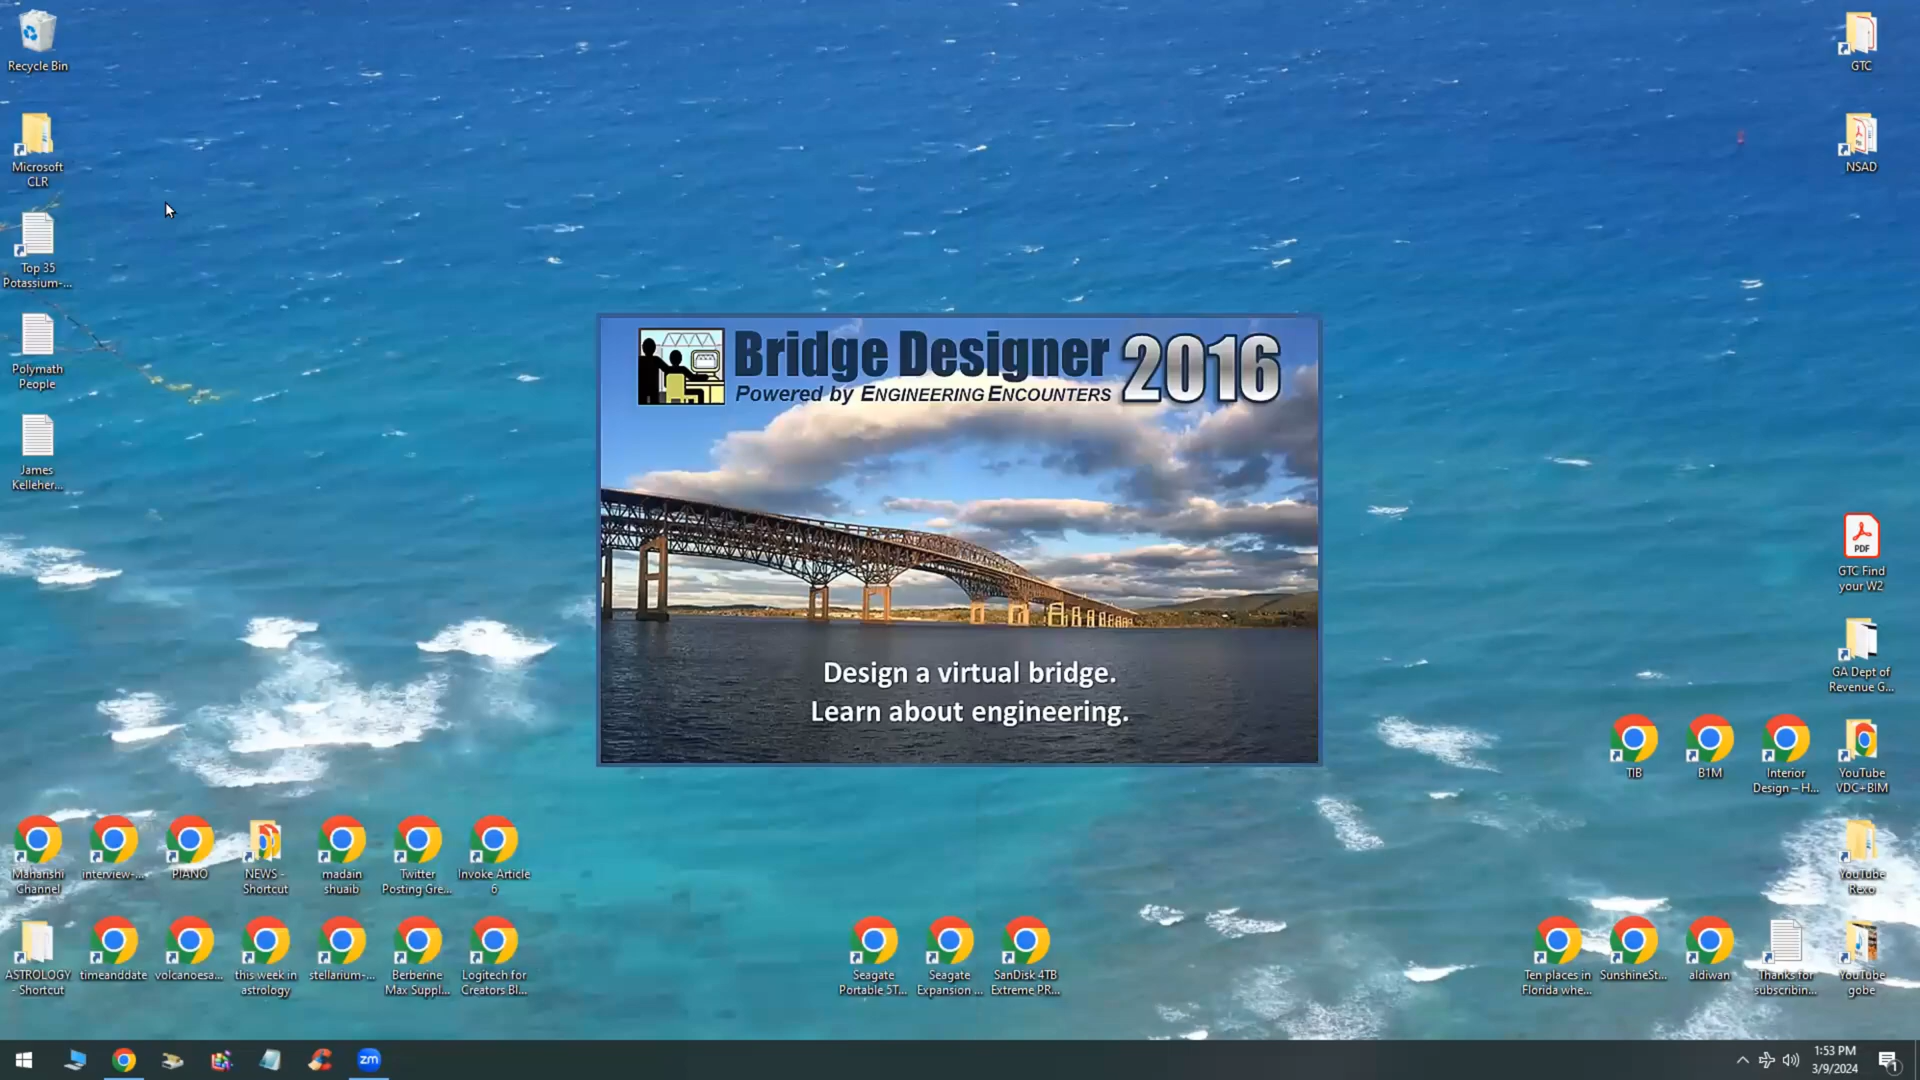 Recycle Bin
GTC
Microsoft
CLR
NSAD
Top 35
Potassium-...
Bridge Designer 2016
Powered by ENGINEERING ENCOUNTERS
Polymath
People
James
Kelleher...
PDF
GTC Find
your W2
Design a virtual bridge.
Learn about engineering.
GA Dept of
Revenue G...
TIB
B1M
Interior
Design – H...
YouTube
VDC+BIM
Maharishi
Channel
interview-...
PIANO
NEWS -
Shortcut
madain
shuaib
Twitter
Posting Gre...
Invoke Article
6
YouTube
Rexo
ASTROLOGY
- Shortcut
timeanddate
volcanoesa...
this week in
astrology
stellarium-...
Berberine
Max Suppl...
Logitech for
Creators Bl...
Seagate
Portable 5T...
Seagate
Expansion ...
SanDisk 4TB
Extreme PR...
Ten places in
Florida whe...
SunshineSt...
aldiwan
Thanks for
subscribin...
YouTube
gobe
zm
1:53 PM
3/9/2024
1